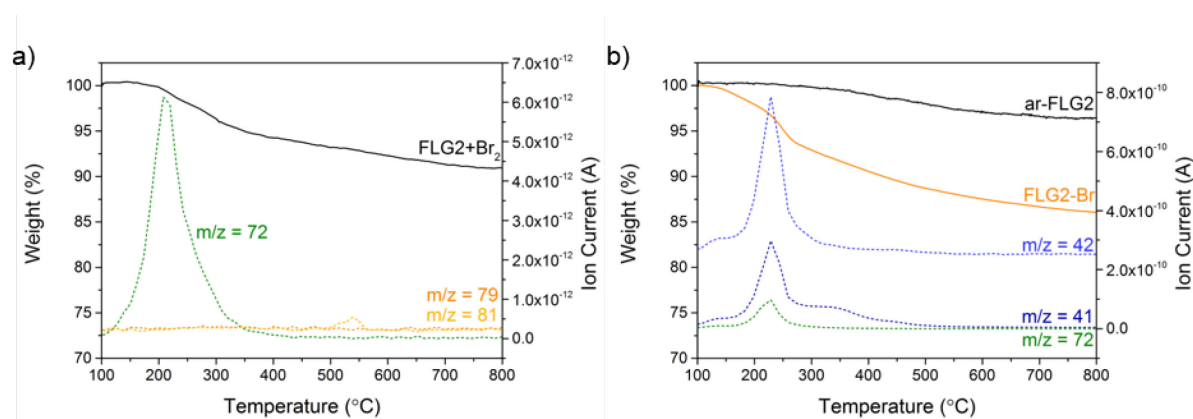 a)
Weight (%)
100
95
90
85
80
75
70
100 200 300 400 500 600 700 800
Temperature (°C)
7.0x10⁻¹²
6.0x10⁻¹²
5.0x10⁻¹²
4.0x10⁻¹²
3.0x10⁻¹²
2.0x10⁻¹²
1.0x10⁻¹²
0.0
Ion Current (A)
FLG2+Br₂
m/z = 72
m/z = 79
m/z = 81
b)
Weight (%)
100
95
90
85
80
75
70
100 200 300 400 500 600 700 800
Temperature (°C)
8.0x10⁻¹⁰
6.0x10⁻¹⁰
4.0x10⁻¹⁰
2.0x10⁻¹⁰
0.0
Ion Current (A)
ar-FLG2
FLG2-Br
m/z = 42
m/z = 41
m/z = 72